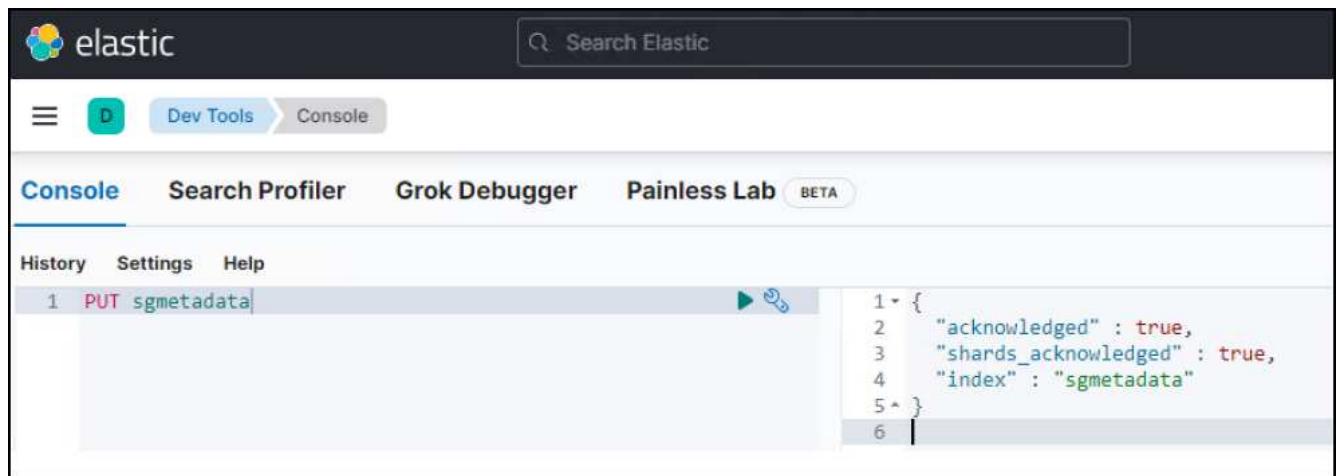 elastic
Search Elastic
D
Dev Tools
Console
Console
Search Profiler
Grok Debugger
Painless Lab
BETA
History
Settings
Help
1 PUT sgmetadata
1 {
2 "acknowledged" : true,
3 "shards_acknowledged" : true,
4 "index" : "sgmetadata"
5 }
6